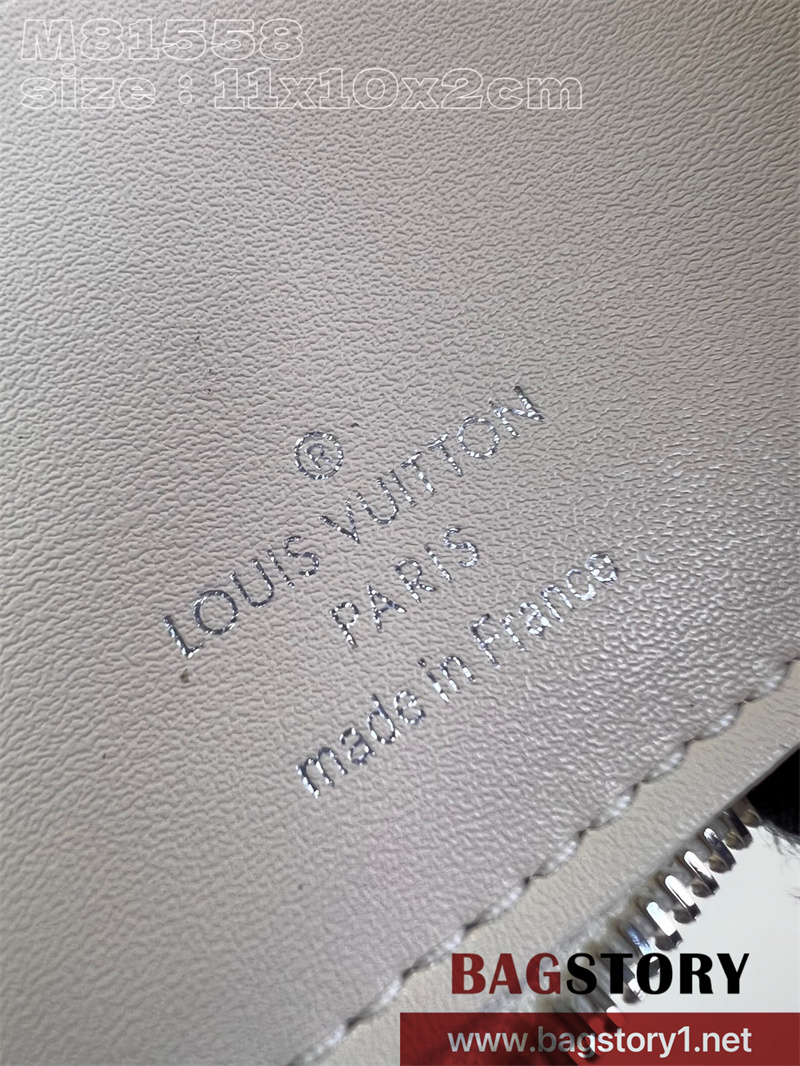 M81558
size : 11x10x2cm
®
LOUIS VUITTON
PARIS
made in France
BAGSTORY
www.bagstory1.net